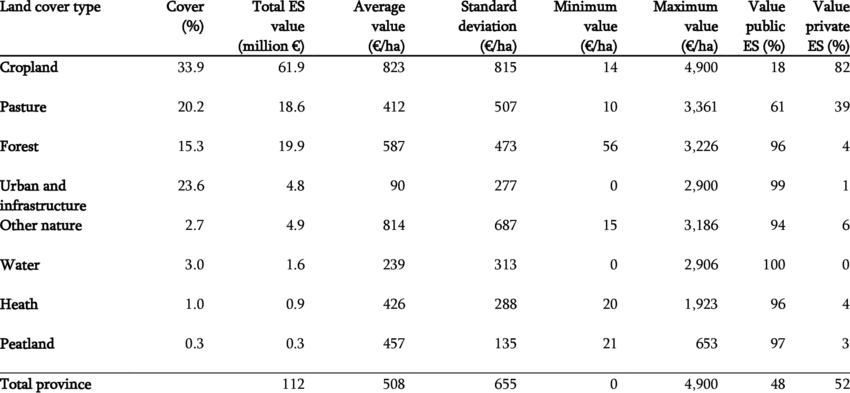 Land cover type Cover (%) Total ES value (million €) Average value (€/ha) Standard deviation (€/ha) Minimum value (€/ha) Maximum value (€/ha) Value public ES (%) Value private ES (%)
Cropland 33.9 61.9 823 815 14 4,900 18 82
Pasture 20.2 18.6 412 507 10 3,361 61 39
Forest 15.3 19.9 587 473 56 3,226 96 4
Urban and infrastructure 23.6 4.8 90 277 0 2,900 99 1
Other nature 2.7 4.9 814 687 15 3,186 94 6
Water 3.0 1.6 239 313 0 2,906 100 0
Heath 1.0 0.9 426 288 20 1,923 96 4
Peatland 0.3 0.3 457 135 21 653 97 3
Total province 112 508 655 0 4,900 48 52